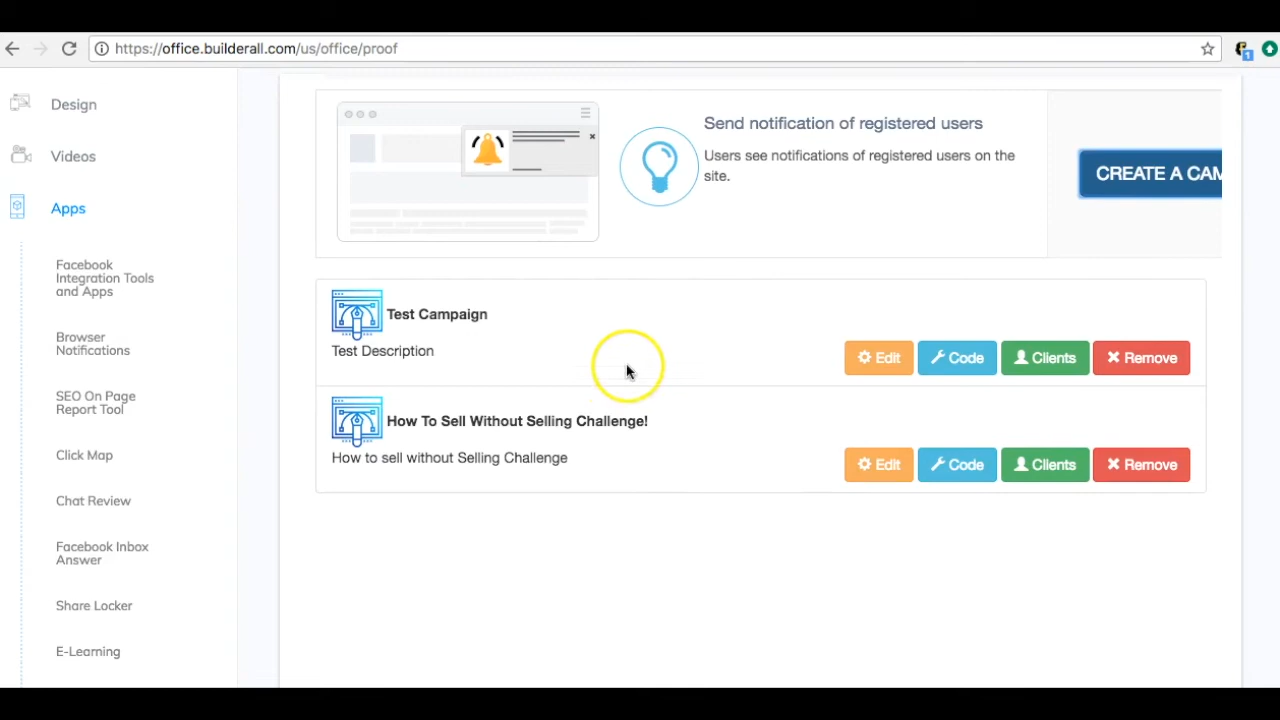 https://office.builderall.com/us/office/proof
1
Design
Videos
Apps
Facebook
Integration Tools
and Apps
Browser
Notifications
SEO On Page
Report Tool
Click Map
Chat Review
Facebook Inbox
Answer
Share Locker
E-Learning
Send notification of registered users
Users see notifications of registered users on the
site.
CREATE A CAM
Test Campaign
Test Description
Edit Code Clients Remove
How To Sell Without Selling Challenge!
How to sell without Selling Challenge
Edit Code Clients Remove